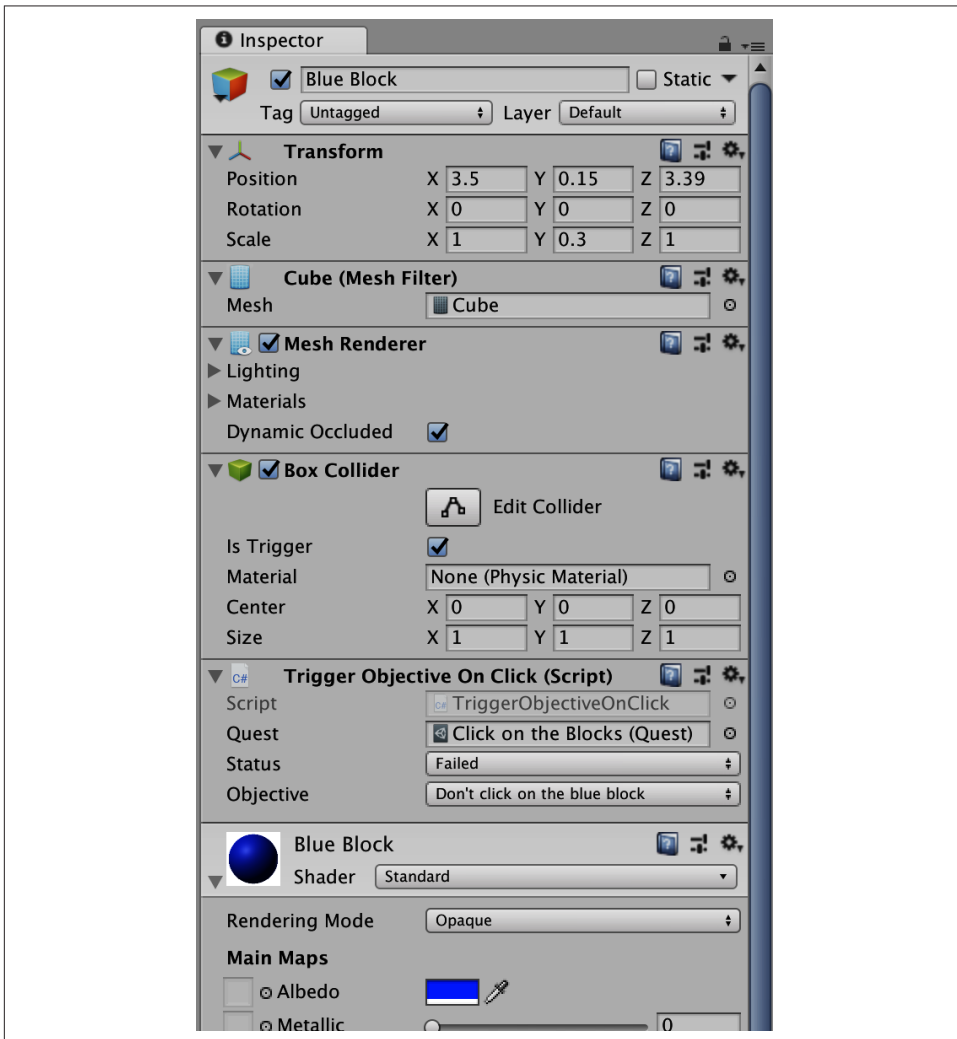 Inspector
Blue Block Static
Tag Untagged Layer Default
Transform
Position X 3.5 Y 0.15 Z 3.39
Rotation X 0 Y 0 Z 0
Scale X 1 Y 0.3 Z 1
Cube (Mesh Filter)
Mesh Cube
Mesh Renderer
Lighting
Materials
Dynamic Occluded
Box Collider
Edit Collider
Is Trigger
Material None (Physic Material)
Center X 0 Y 0 Z 0
Size X 1 Y 1 Z 1
C# Trigger Objective On Click (Script)
Script C# TriggerObjectiveOnClick
Quest Click on the Blocks (Quest)
Status Failed
Objective Don't click on the blue block
Blue Block
Shader Standard
Rendering Mode Opaque
Main Maps
Albedo
Metallic 0